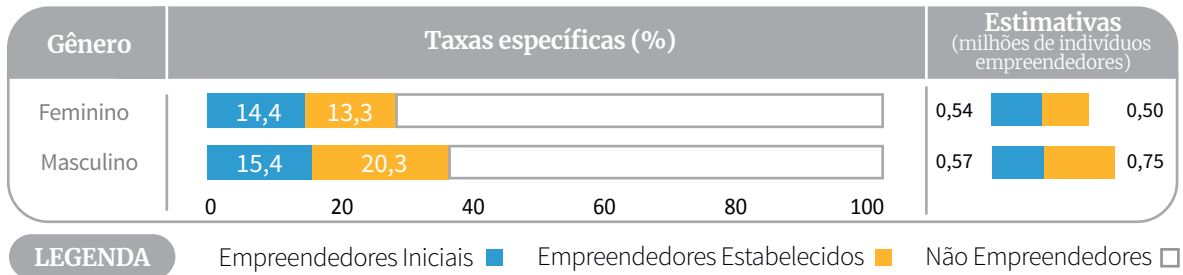 Gênero
Taxas específicas (%)
Estimativas
(milhões de indivíduos
empreendedores)
Feminino
14,4
13,3
0,54
0,50
Masculino
15,4
20,3
0,57
0,75
0
20
40
60
80
100
LEGENDA
Empreendedores Iniciais
Empreendedores Estabelecidos
Não Empreendedores